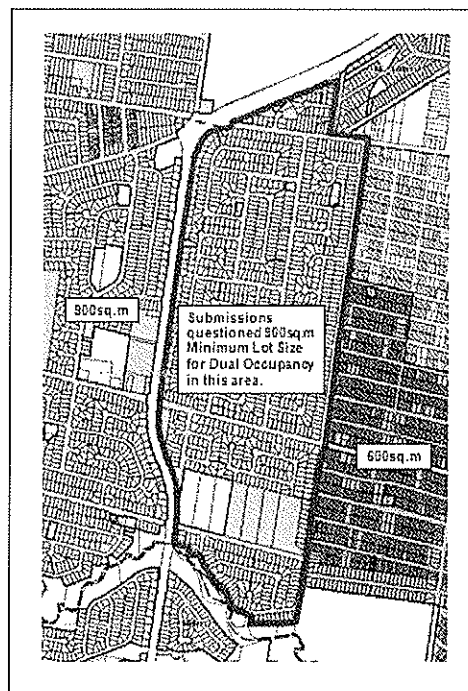 900sq.m
Submissions
questioned 900sq.m
Minimum Lot Size
for Dual Occupancy
in this area.
600sq.m